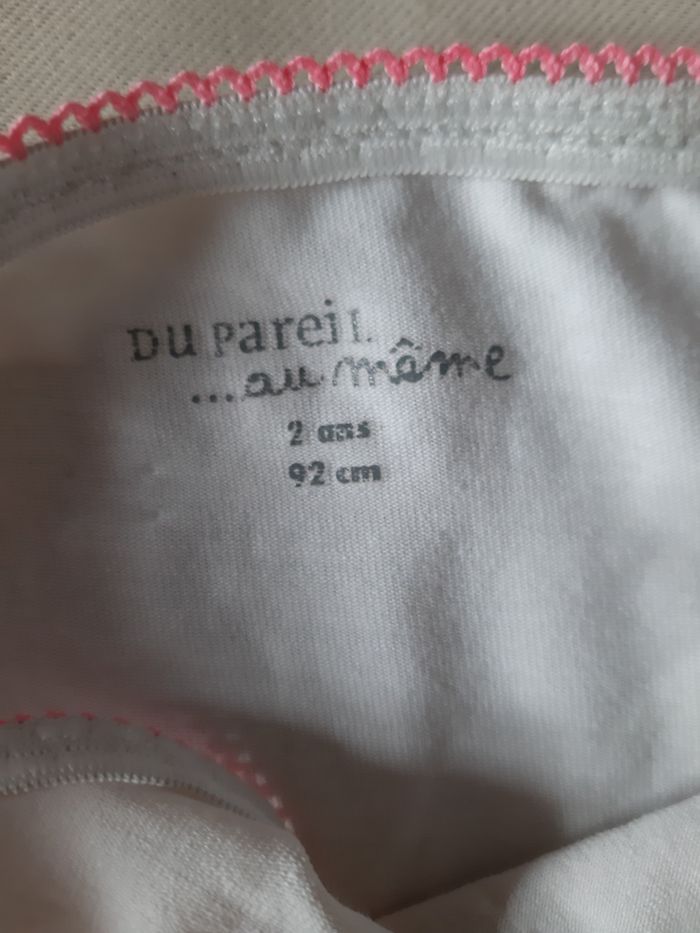 DU PareiL
...au même
2 ans
92 cm